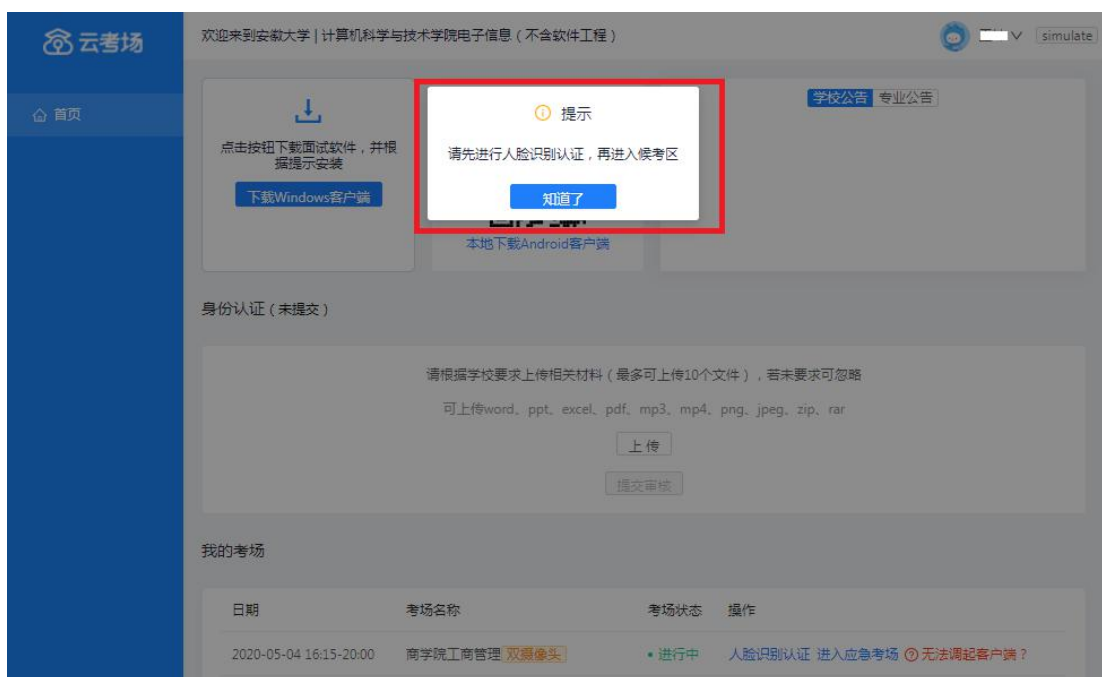 云考场
欢迎来到安徽大学 | 计算机科学与技术学院电子信息（不含软件工程）
simulate
首页
点击按钮下载面试软件，并根
据提示安装
下载Windows客户端
提示
请先进行人脸识别认证，再进入候考区
知道了
本地下载Android客户端
学校公告 专业公告
身份认证（未提交）
请根据学校要求上传相关材料（最多可上传10个文件），若未要求可忽略
可上传word、ppt、excel、pdf、mp3、mp4、png、jpeg、zip、rar
上传
提交审核
我的考场
日期 考场名称 考场状态 操作
2020-05-04 16:15-20:00 商学院工商管理 双摄像头 进行中 人脸识别认证 进入应急考场 无法调起客户端？